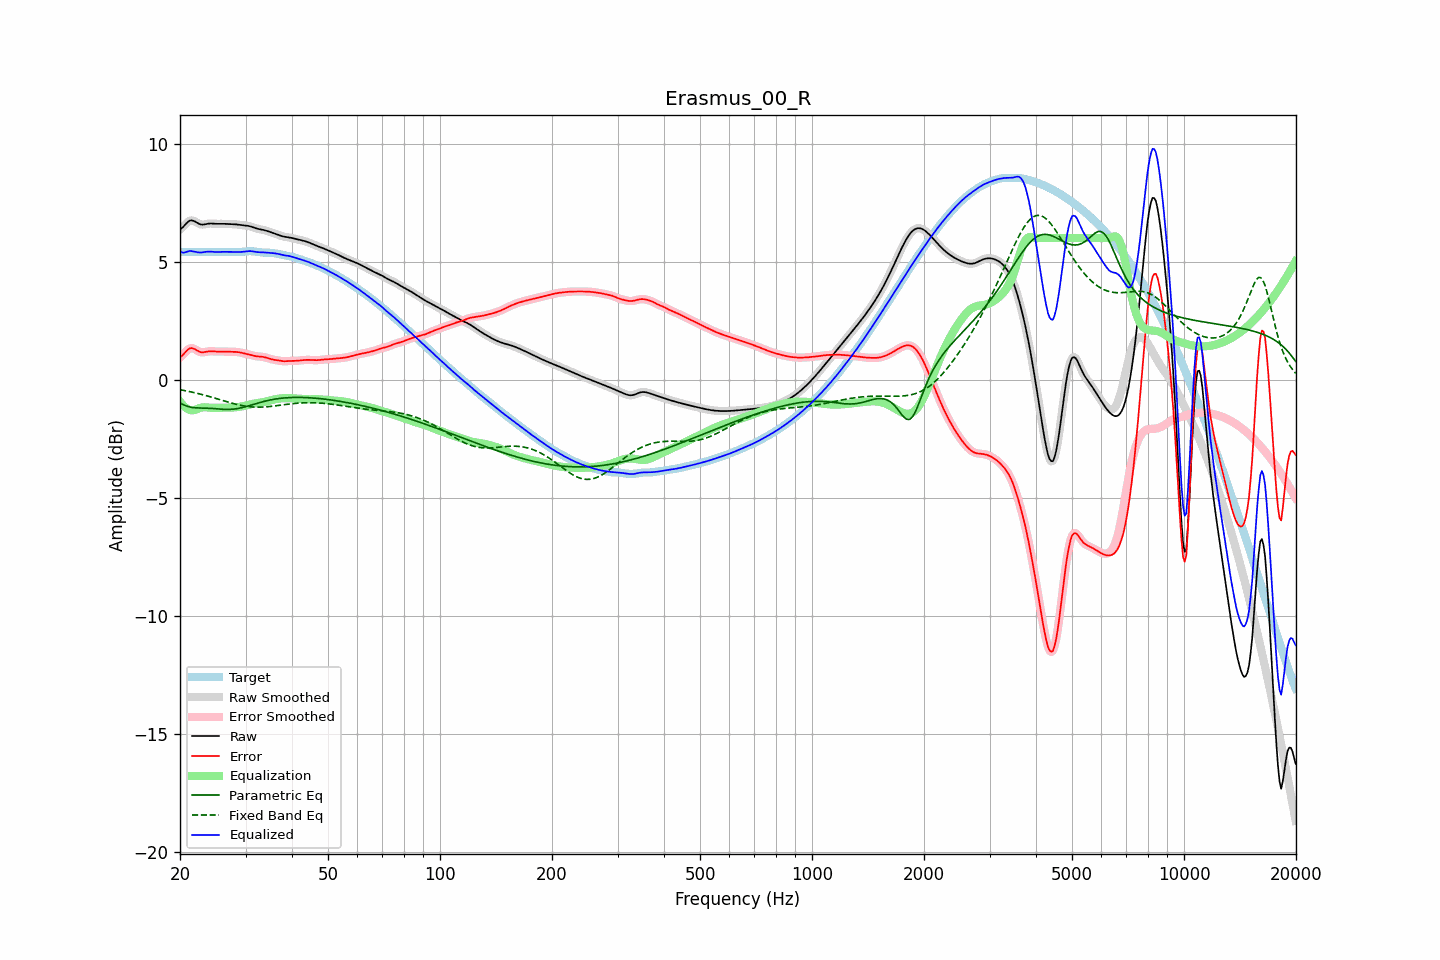 Erasmus_00_R
10
5
0
−5
−10
−15
−20
Amplitude (dBr)
Target
Raw Smoothed
Error Smoothed
Raw
Error
Equalization
Parametric Eq
Fixed Band Eq
Equalized
20 50 100 200 500 1000 2000 5000 10000 20000
Frequency (Hz)